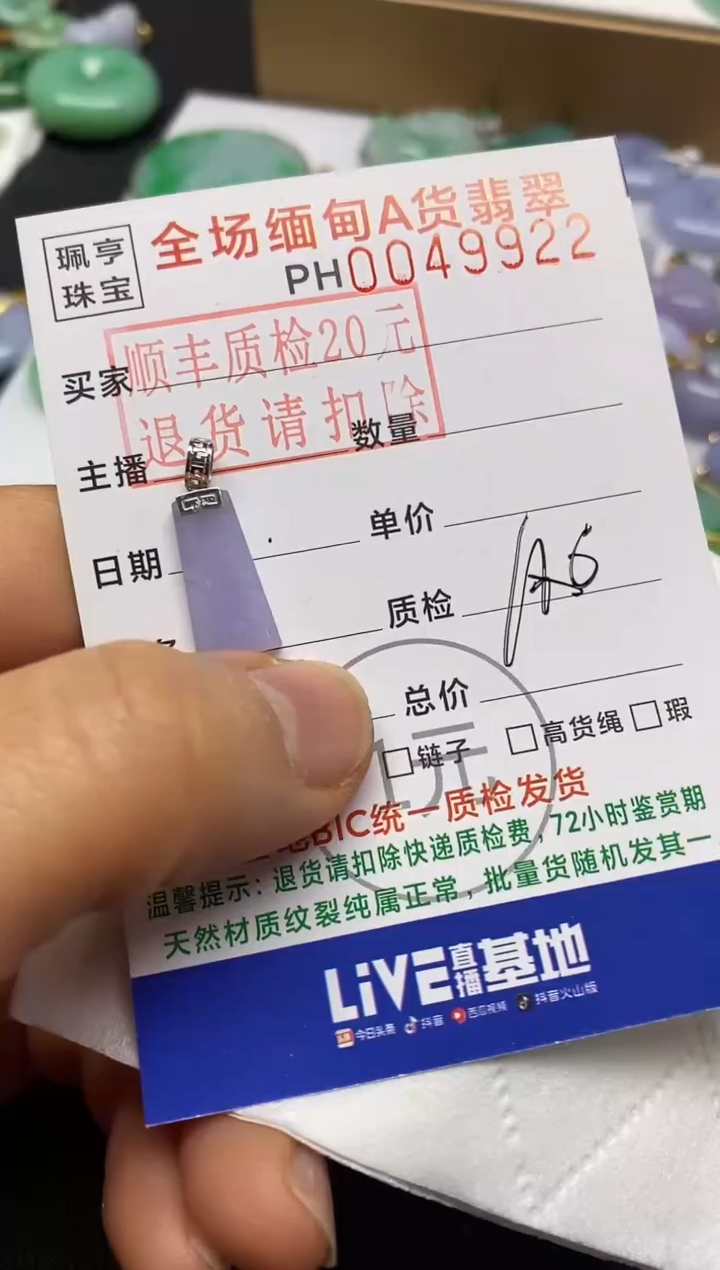 珮亨
珠宝
全场缅甸A货翡翠
PH0049922
顺丰质检20元
退货请扣除
买家
主播
数量
日期
单价
质检
总价
链子
高货绳
瑕
BIC统一质检发货
温馨提示：退货请扣除快递质检费，72小时鉴赏期
天然材质纹裂纯属正常，批量货随机发其一
LiVE直播基地
今日头条 抖音 西瓜视频 抖音火山版